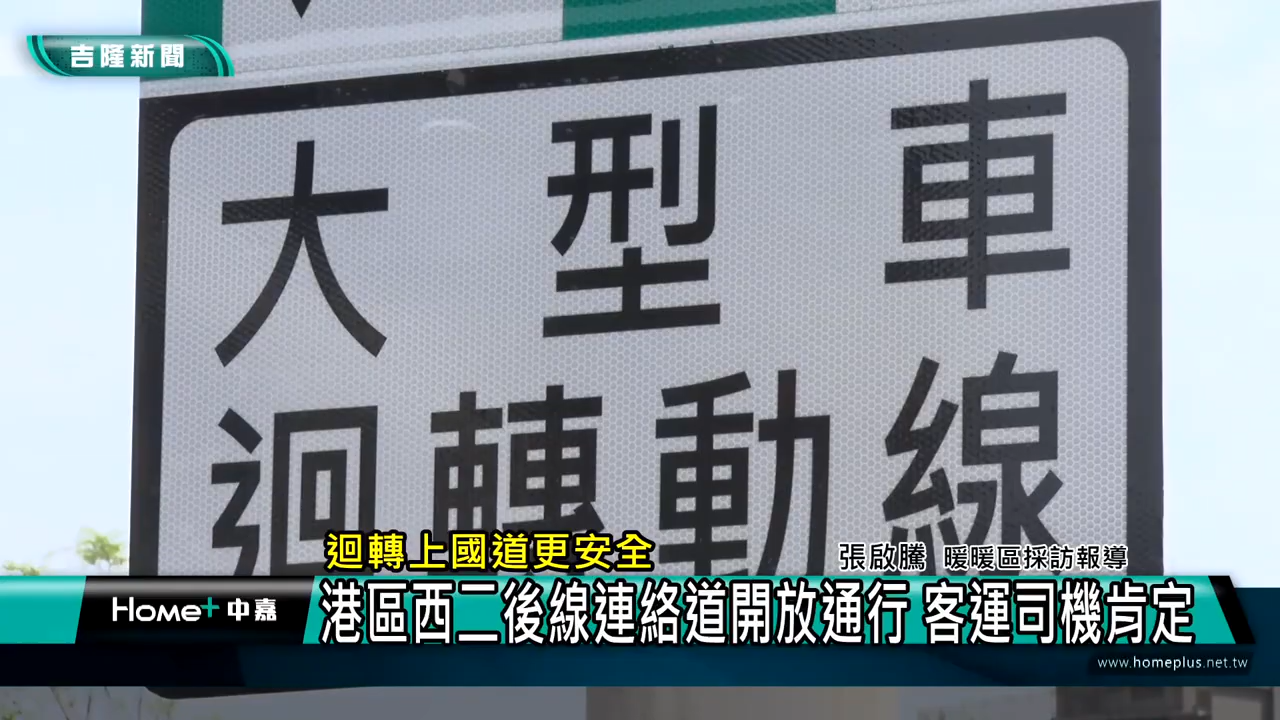 吉隆新聞
大型車
迴轉動線
迴轉上國道更安全
張啟騰 暖暖區採訪報導
Home+中嘉
港區西二後線連絡道開放通行 客運司機肯定
www.homeplus.net.tw